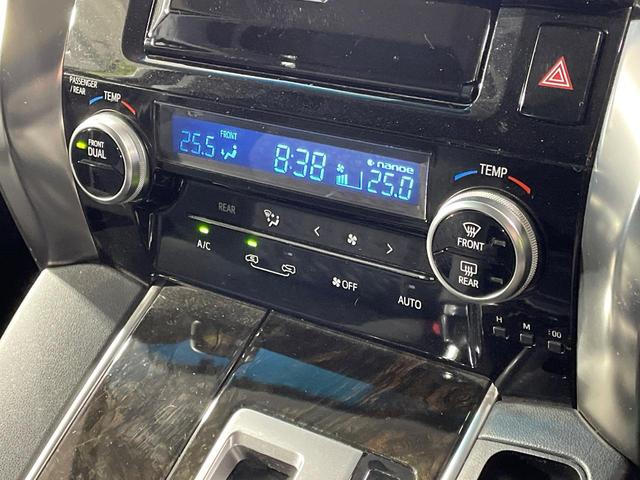 PASSENGER
/REAR
TEMP
FRONT
DUAL
25.5 FRONT 8:38 nanoe 25.0
TEMP
FRONT
REAR
REAR
A/C
OFF
AUTO
H M :00